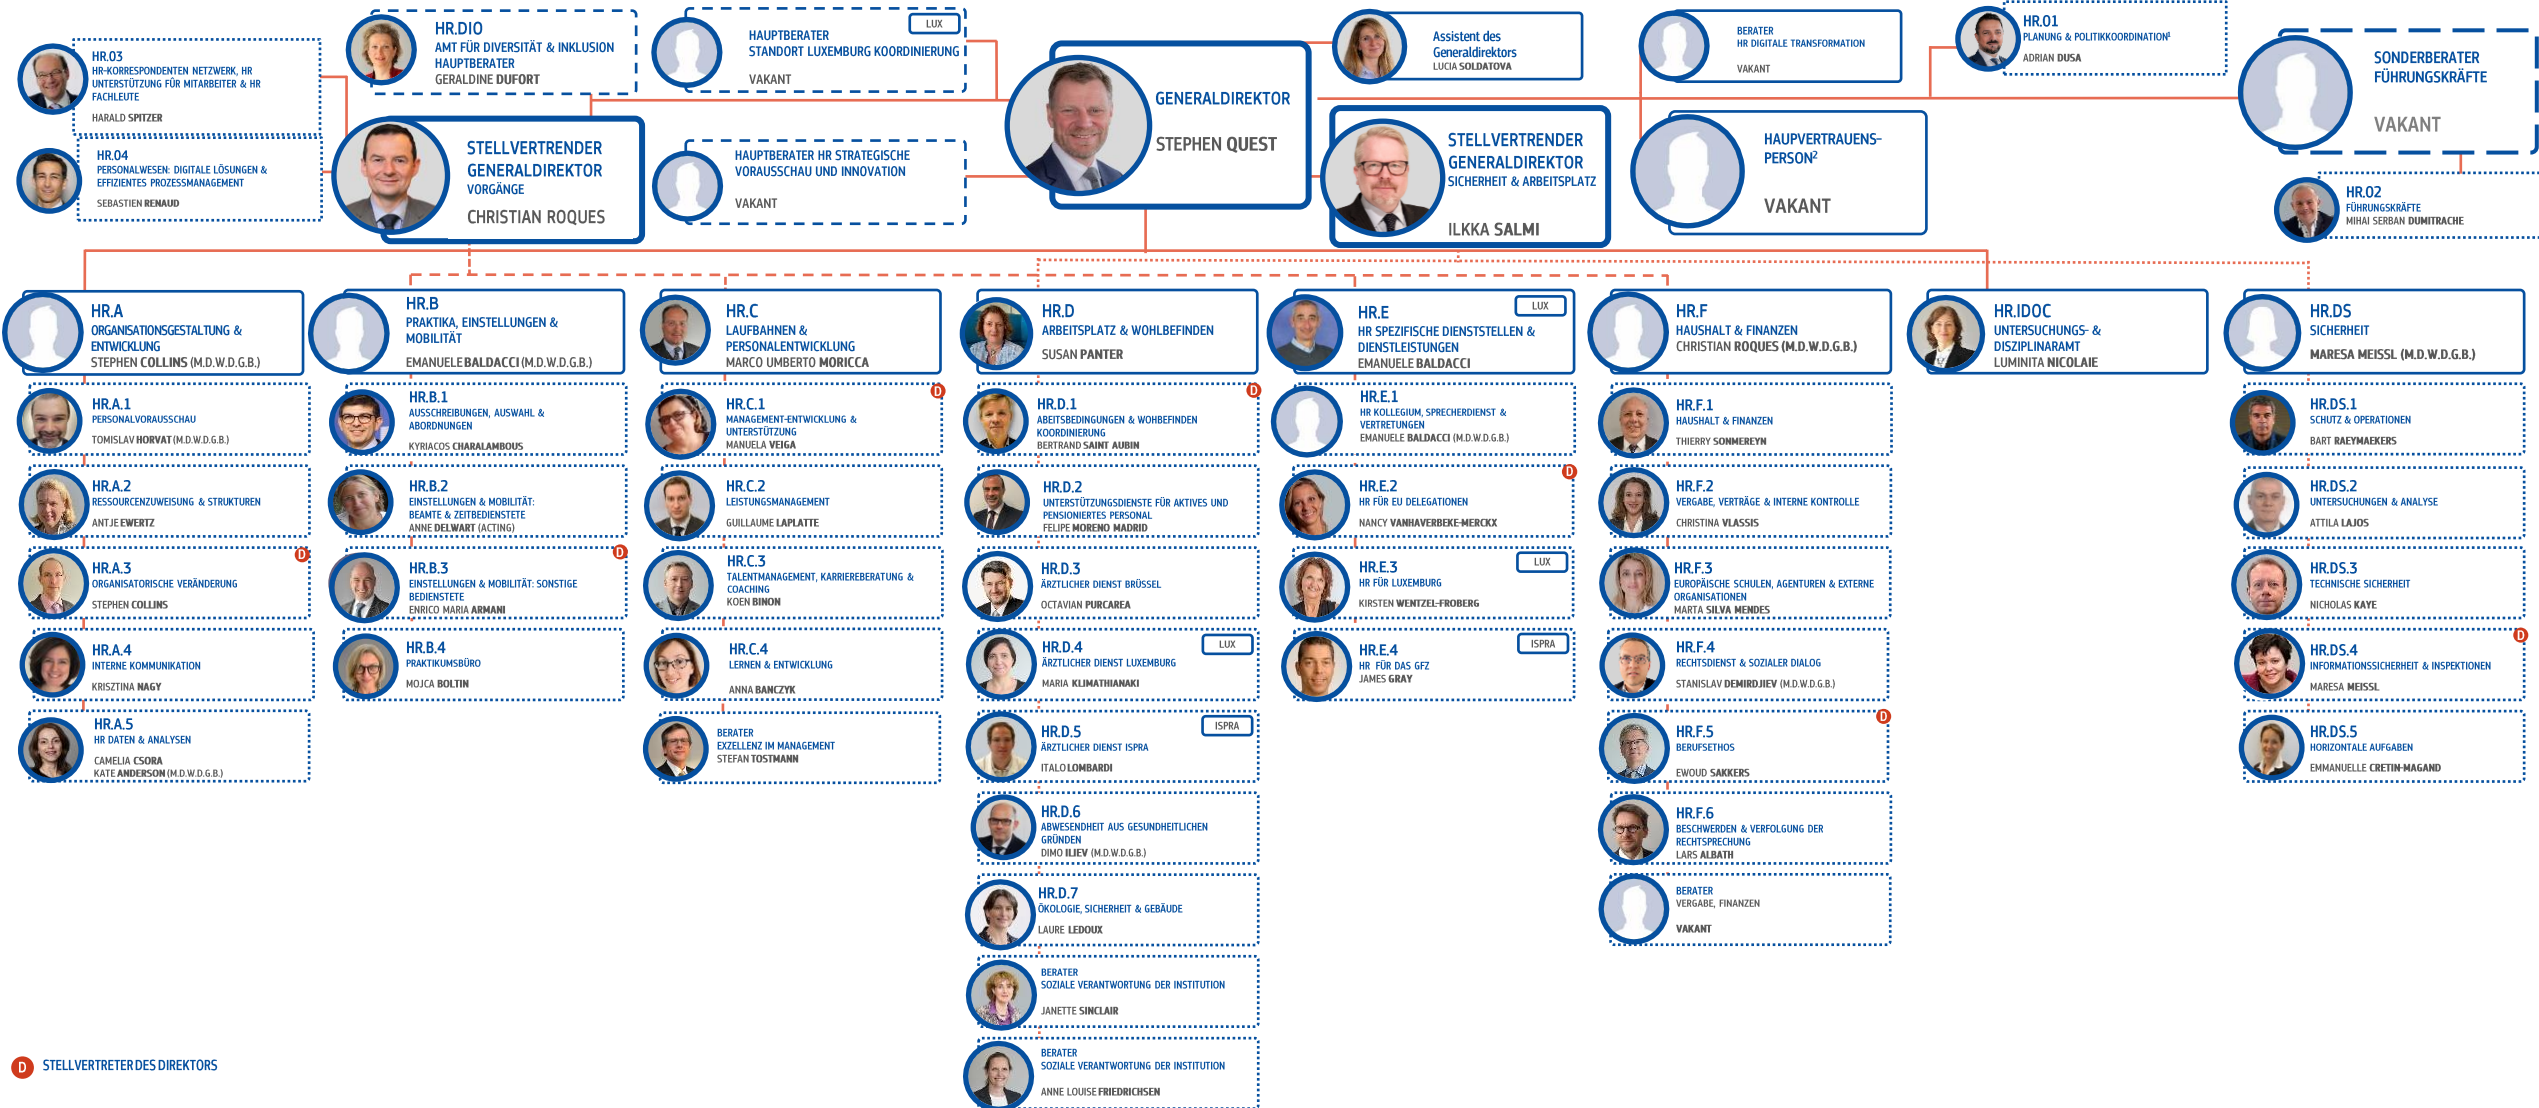 HR.03
HR-KORRESPONDENTEN NETZWERK, HR
UNTERSTÜTZUNG FÜR MITARBEITER & HR
FACHLEUTE
HARALD SPITZER
HR.04
PERSONALWESEN: DIGITALE LÖSUNGEN &
EFFIZIENTES PROZESSMANAGEMENT
SEBASTIEN RENAUD
HR.DIO
AMT FÜR DIVERSITÄT & INKLUSION
HAUPTBERATER
GERALDINE DUFORT
STELLVERTRENDER
GENERALDIREKTOR
VORGÄNGE
CHRISTIAN ROQUES
LUX
HAUPTBERATER
STANDORT LUXEMBURG KOORDINIERUNG
VAKANT
HAUPTBERATER HR STRATEGISCHE
VORAUSSCHAU UND INNOVATION
VAKANT
GENERALDIREKTOR
STEPHEN QUEST
Assistent des
Generaldirektors
LUCIA SOLDATOVA
STELLVERTRENDER
GENERALDIREKTOR
SICHERHEIT & ARBEITSPLATZ
ILKKA SALMI
BERATER
HR DIGITALE TRANSFORMATION
VAKANT
HAUPVERTRAUENS-
PERSON²
VAKANT
HR.01
PLANUNG & POLITIKKOORDINATION¹
ADRIAN DUSA
SONDERBERATER
FÜHRUNGSKRÄFTE
VAKANT
HR.02
FÜHRUNGSKRÄFTE
MIHAI SERBAN DUMITRACHE
HR.A
ORGANISATIONSGESTALTUNG &
ENTWICKLUNG
STEPHEN COLLINS (M.D.W.D.G.B.)
HR.A.1
PERSONALVORAUSSCHAU
TOMISLAV HORVAT (M.D.W.D.G.B.)
HR.A.2
RESSOURCENZUWEISUNG & STRUKTUREN
ANTJE EWERTZ
D
HR.A.3
ORGANISATORISCHE VERÄNDERUNG
STEPHEN COLLINS
HR.A.4
INTERNE KOMMUNIKATION
KRISZTINA NAGY
HR.A.5
HR DATEN & ANALYSEN
CAMELIA CSORA
KATE ANDERSON (M.D.W.D.G.B.)
HR.B
PRAKTIKA, EINSTELLUNGEN &
MOBILITÄT
EMANUELE BALDACCI (M.D.W.D.G.B.)
HR.B.1
AUSSCHREIBUNGEN, AUSWAHL &
ABORDNUNGEN
KYRIACOS CHARALAMBOUS
HR.B.2
EINSTELLUNGEN & MOBILITÄT:
BEAMTE & ZEITBEDIENSTETE
ANNE DELWART (ACTING)
D
HR.B.3
EINSTELLUNGEN & MOBILITÄT: SONSTIGE
BEDIENSTETE
ENRICO MARIA ARMANI
HR.B.4
PRAKTIKUMSBÜRO
MOJCA BOLTIN
HR.C
LAUFBAHNEN &
PERSONALENTWICKLUNG
MARCO UMBERTO MORICCA
D
HR.C.1
MANAGEMENT-ENTWICKLUNG &
UNTERSTÜTZUNG
MANUELA VEIGA
HR.C.2
LEISTUNGSMANAGEMENT
GUILLAUME LAPLATTE
HR.C.3
TALENTMANAGEMENT, KARRIEREBERATUNG &
COACHING
KOEN BINON
HR.C.4
LERNEN & ENTWICKLUNG
ANNA BANCZYK
BERATER
EXZELLENZ IM MANAGEMENT
STEFAN TOSTMANN
HR.D
ARBEITSPLATZ & WOHLBEFINDEN
SUSAN PANTER
D
HR.D.1
ABEITSBEDINGUNGEN & WOHBEFINDEN
KOORDINIERUNG
BERTRAND SAINT AUBIN
HR.D.2
UNTERSTÜTZUNGSDIENSTE FÜR AKTIVES UND
PENSIONIERTES PERSONAL
FELIPE MORENO MADRID
HR.D.3
ÄRZTLICHER DIENST BRÜSSEL
OCTAVIAN PURCAREA
LUX
HR.D.4
ÄRZTLICHER DIENST LUXEMBURG
MARIA KLIMATHIANAKI
ISPRA
HR.D.5
ÄRZTLICHER DIENST ISPRA
ITALO LOMBARDI
HR.D.6
ABWESENDHEIT AUS GESUNDHEITLICHEN
GRÜNDEN
DIMO ILIEV (M.D.W.D.G.B.)
HR.D.7
ÖKOLOGIE, SICHERHEIT & GEBÄUDE
LAURE LEDOUX
BERATER
SOZIALE VERANTWORTUNG DER INSTITUTION
JANETTE SINCLAIR
BERATER
SOZIALE VERANTWORTUNG DER INSTITUTION
ANNE LOUISE FRIEDRICHSEN
LUX
HR.E
HR SPEZIFISCHE DIENSTSTELLEN &
DIENSTLEISTUNGEN
EMANUELE BALDACCI
HR.E.1
HR KOLLEGIUM, SPRECHERDIENST &
VERTRETUNGEN
EMANUELE BALDACCI (M.D.W.D.G.B.)
D
HR.E.2
HR FÜR EU DELEGATIONEN
NANCY VANHAVERBEKE-MERCKX
LUX
HR.E.3
HR FÜR LUXEMBURG
KIRSTEN WENTZEL-FROBERG
ISPRA
HR.E.4
HR FÜR DAS GFZ
JAMES GRAY
HR.F
HAUSHALT & FINANZEN
CHRISTIAN ROQUES (M.D.W.D.G.B.)
HR.F.1
HAUSHALT & FINANZEN
THIERRY SONMEREYN
HR.F.2
VERGABE, VERTRÄGE & INTERNE KONTROLLE
CHRISTINA VLASSIS
HR.F.3
EUROPÄISCHE SCHULEN, AGENTUREN & EXTERNE
ORGANISATIONEN
MARTA SILVA MENDES
HR.F.4
RECHTSDIENST & SOZIALER DIALOG
STANISLAV DEMIRDJIEV (M.D.W.D.G.B.)
D
HR.F.5
BERUFSETHOS
EWOUD SAKKERS
HR.F.6
BESCHWERDEN & VERFOLGUNG DER
RECHTSPRECHUNG
LARS ALBATH
BERATER
VERGABE, FINANZEN
VAKANT
HR.IDOC
UNTERSUCHUNGS- &
DISZIPLINARAMT
LUMINITA NICOLAIE
HR.DS
SICHERHEIT
MARESA MEISSL (M.D.W.D.G.B.)
HR.DS.1
SCHUTZ & OPERATIONEN
BART RAEYMAEKERS
HR.DS.2
UNTERSUCHUNGEN & ANALYSE
ATTILA LAJOS
HR.DS.3
TECHNISCHE SICHERHEIT
NICHOLAS KAYE
D
HR.DS.4
INFORMATIONSSICHERHEIT & INSPEKTIONEN
MARESA MEISSL
HR.DS.5
HORIZONTALE AUFGABEN
EMMANUELLE CRETIN-MAGAND
D STELLVERTRETER DES DIREKTORS